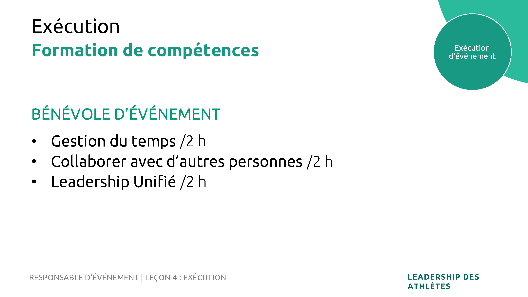 Exécution
Formation de compétences
Exécution
d'événement
BÉNÉVOLE D'ÉVÉNEMENT
• Gestion du temps /2 h
• Collaborer avec d'autres personnes /2 h
• Leadership Unifié /2 h
RESPONSABLE D'ÉVÉNEMENT | LEÇON 4 : EXÉCUTION
LEADERSHIP DES
ATHLÈTES